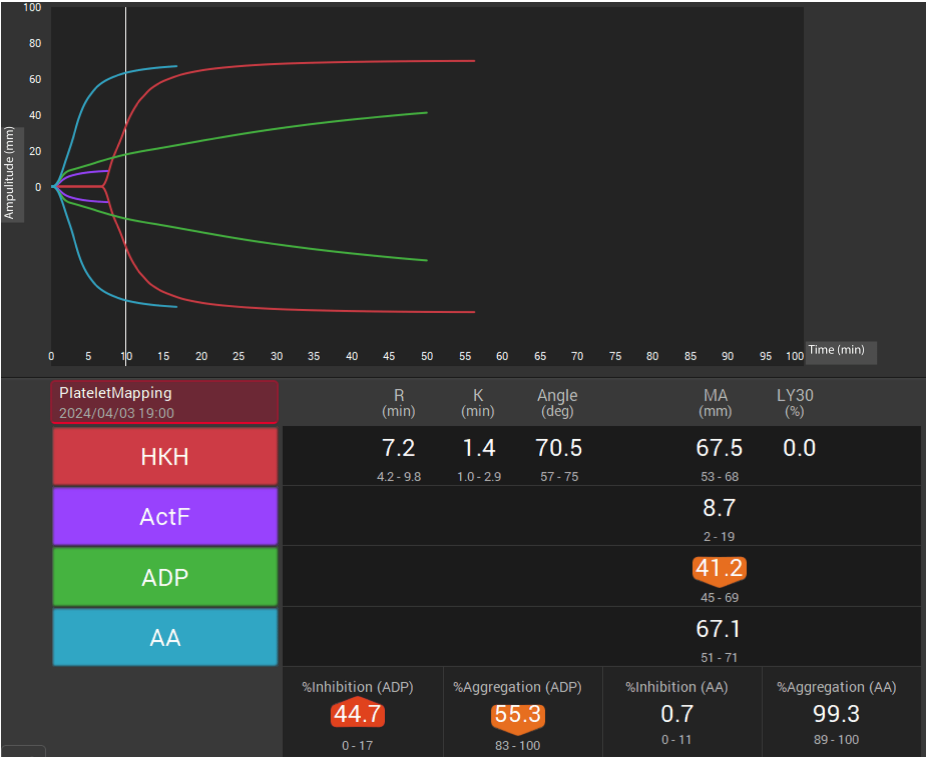 100
80
60
40
20
0
Ampulitude (mm)
0 5 10 15 20 25 30 35 40 45 50 55 60 65 70 75 80 85 90 95 100
Time (min)
PlateletMapping
2024/04/03 19:00
R K Angle MA LY30
(min) (min) (deg) (mm) (%)
HKH 7.2 1.4 70.5 67.5 0.0
4.2 - 9.8 1.0 - 2.9 57 - 75 53 - 68
ActF 8.7
2 - 19
ADP 41.2
45 - 69
AA 67.1
51 - 71
%Inhibition (ADP) %Aggregation (ADP) %Inhibition (AA) %Aggregation (AA)
44.7 55.3 0.7 99.3
0 - 17 83 - 100 0 - 11 89 - 100